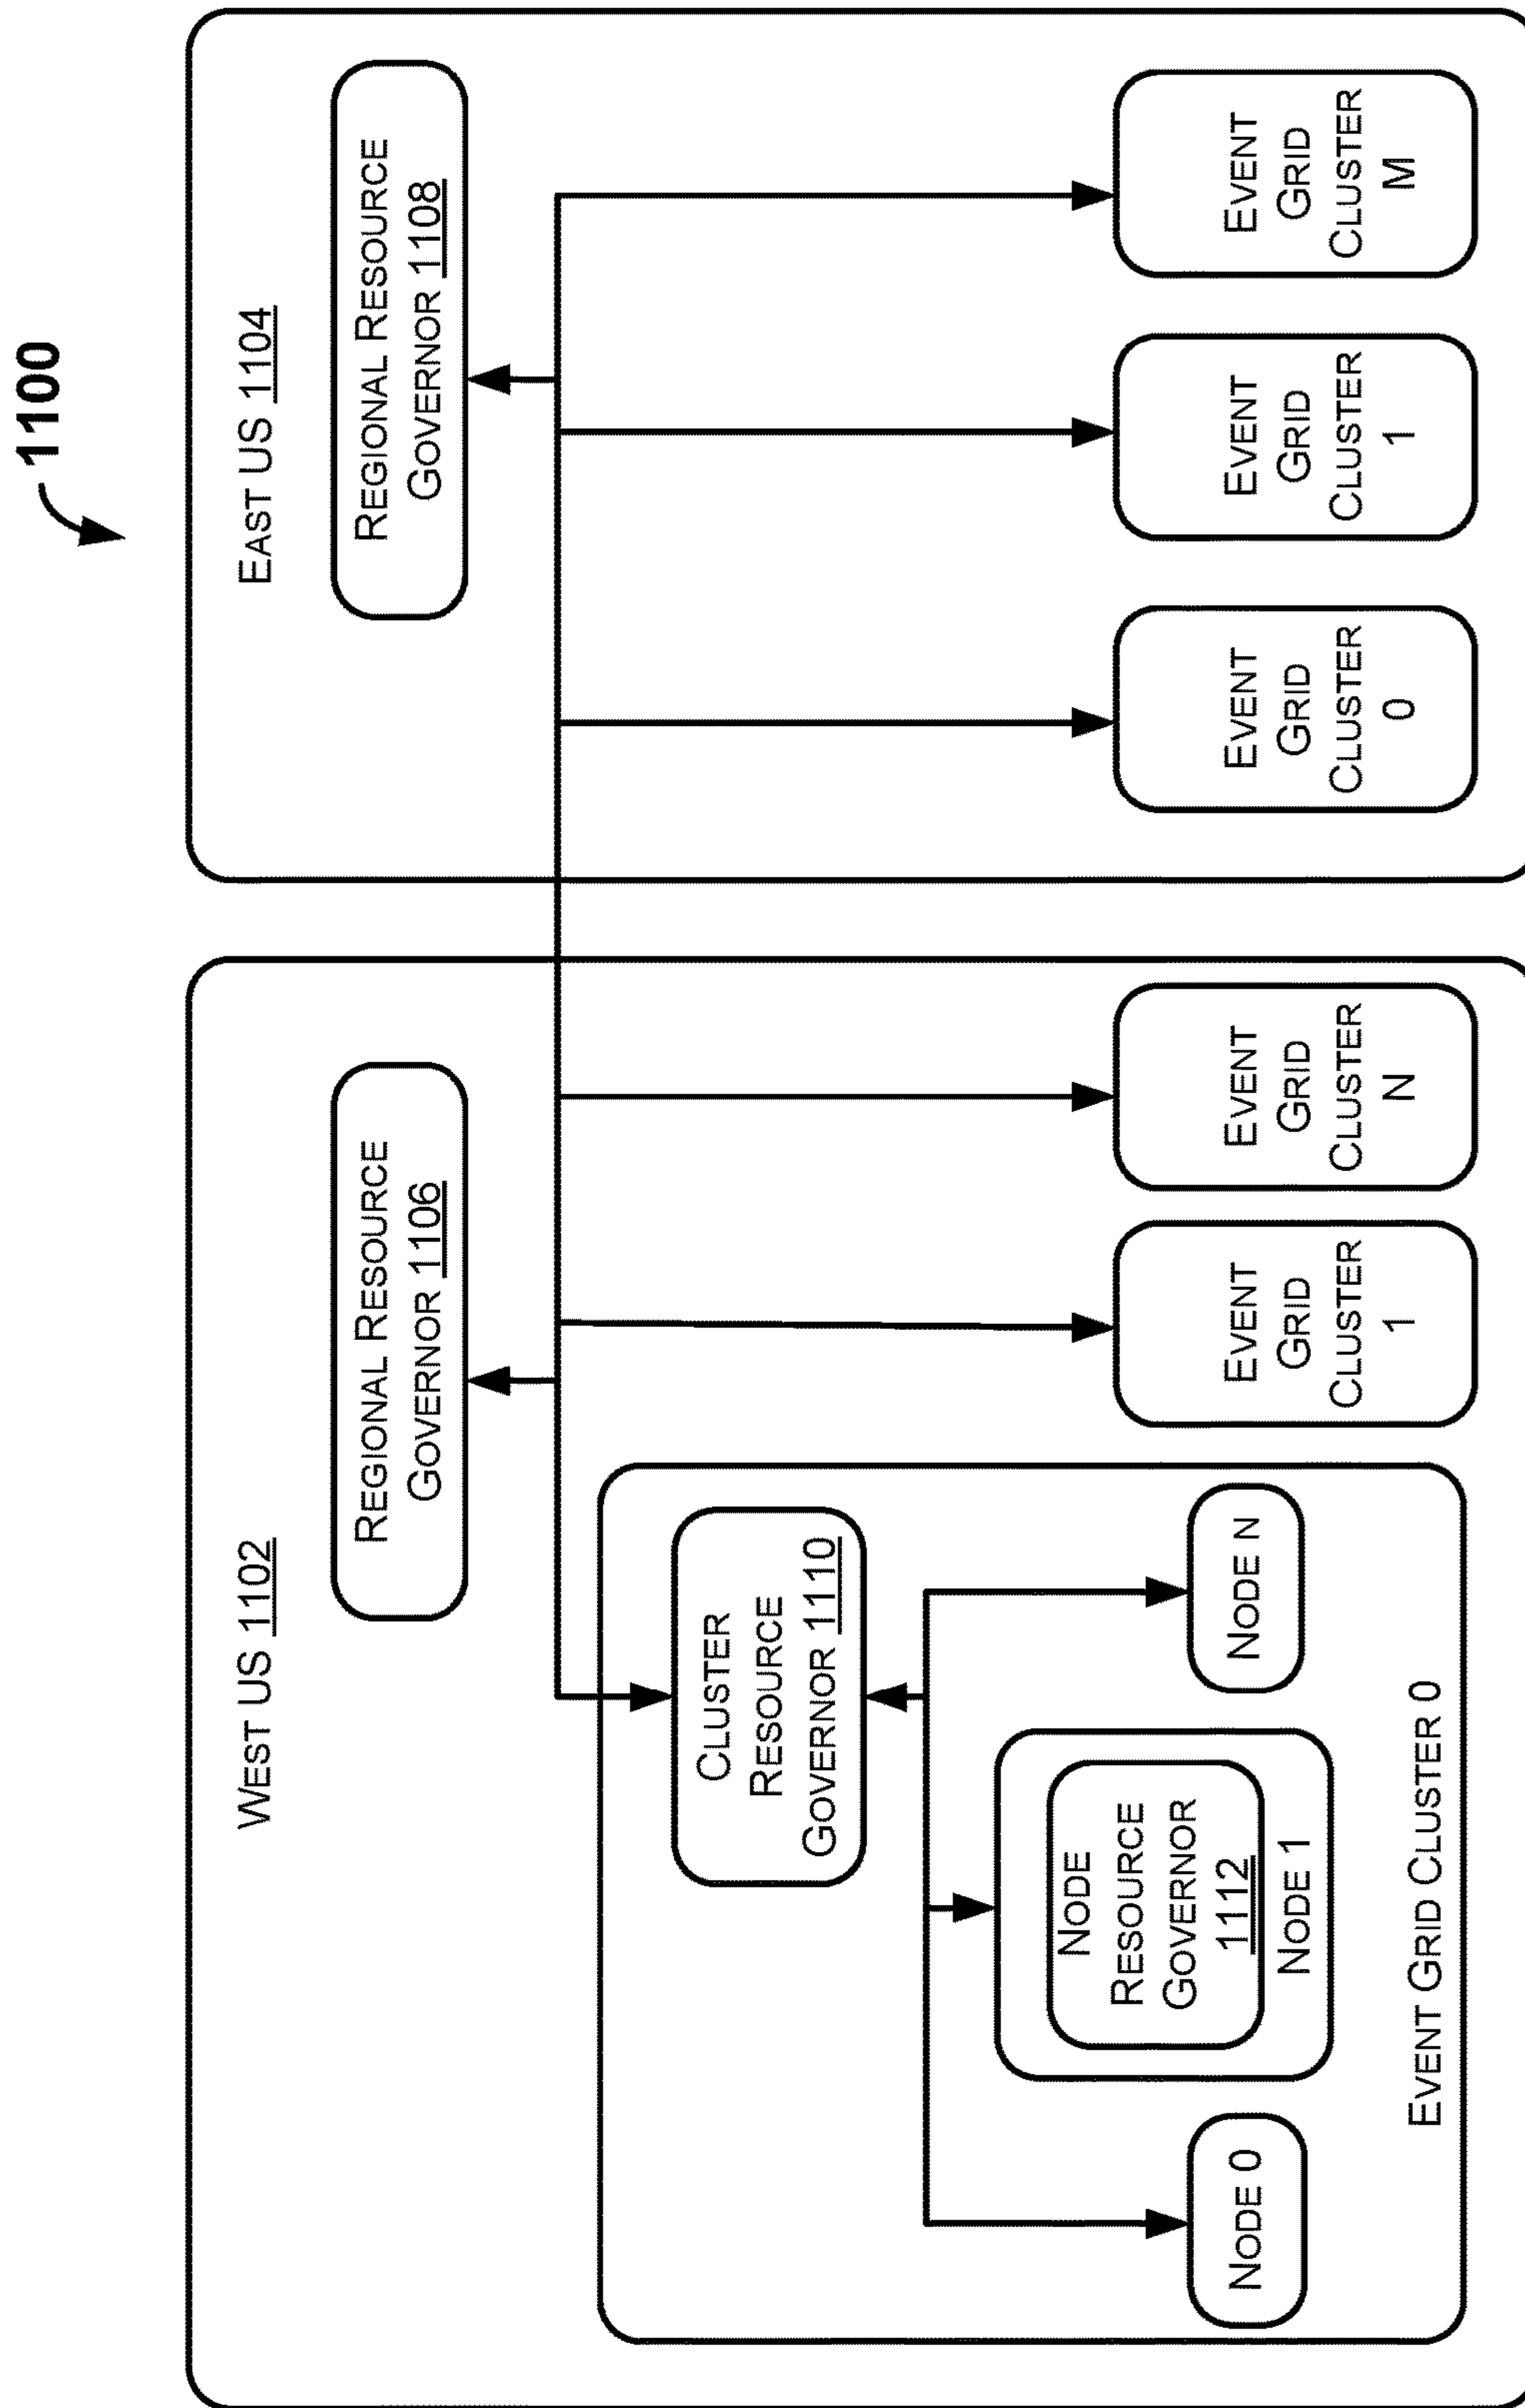 1100
WEST US 1102
REGIONAL RESOURCE
GOVERNOR 1106
CLUSTER
RESOURCE
GOVERNOR 1110
NODE 0
NODE
RESOURCE
GOVERNOR
1112
NODE 1
NODE N
EVENT GRID CLUSTER 0
EVENT
GRID
CLUSTER
1
EVENT
GRID
CLUSTER
N
EAST US 1104
REGIONAL RESOURCE
GOVERNOR 1108
EVENT
GRID
CLUSTER
0
EVENT
GRID
CLUSTER
1
EVENT
GRID
CLUSTER
M